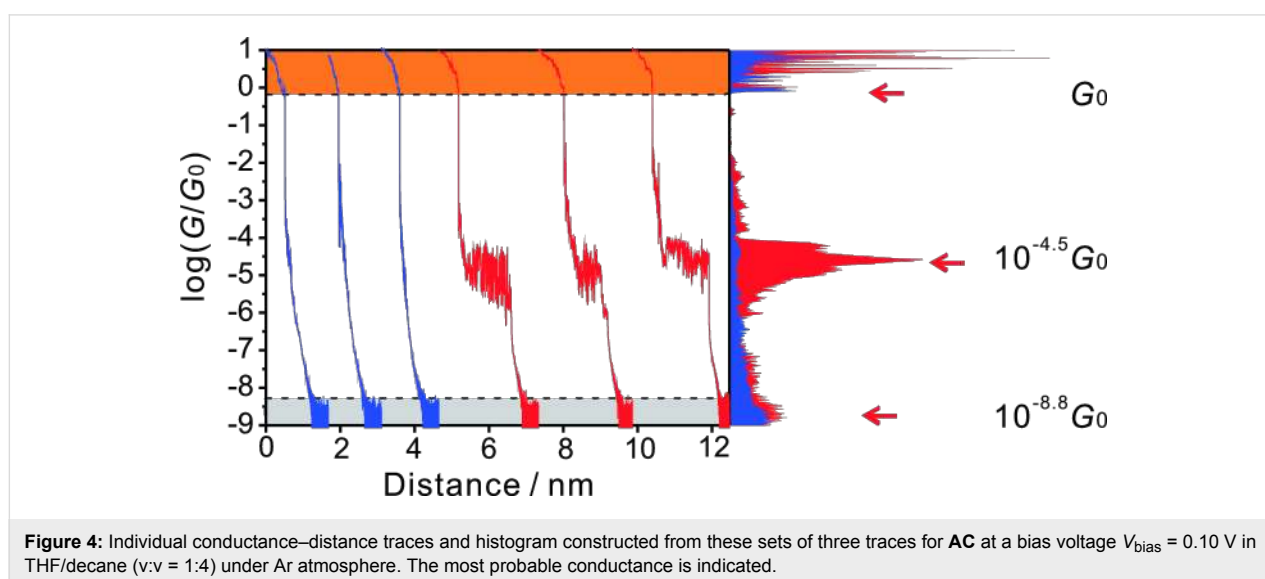 1
0
-1
-2
-3
-4
-5
-6
-7
-8
-9
log(G/G0)
0 2 4 6 8 10 12
Distance / nm
G0
10-4.5G0
10-8.8G0
Figure 4: Individual conductance–distance traces and histogram constructed from these sets of three traces for AC at a bias voltage Vbias = 0.10 V in
THF/decane (v:v = 1:4) under Ar atmosphere. The most probable conductance is indicated.